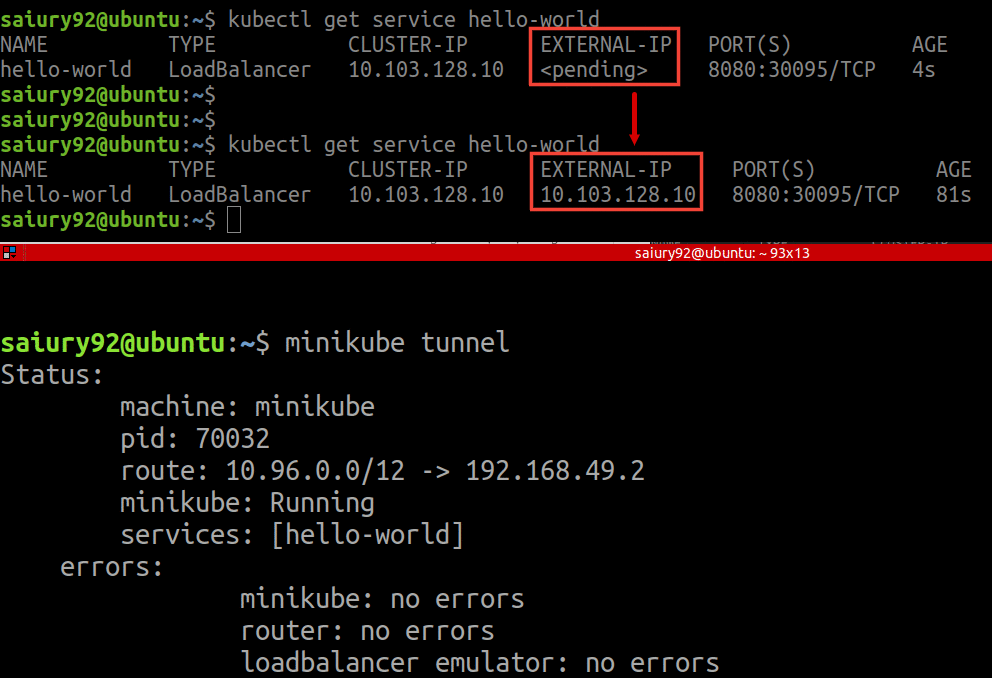 saiury92@ubuntu:~$ kubectl get service hello-world
NAME TYPE CLUSTER-IP EXTERNAL-IP PORT(S) AGE
hello-world LoadBalancer 10.103.128.10 <pending> 8080:30095/TCP 4s
saiury92@ubuntu:~$
saiury92@ubuntu:~$
saiury92@ubuntu:~$ kubectl get service hello-world
NAME TYPE CLUSTER-IP EXTERNAL-IP PORT(S) AGE
hello-world LoadBalancer 10.103.128.10 10.103.128.10 8080:30095/TCP 81s
saiury92@ubuntu:~$
saiury92@ubuntu: ~ 93x13
saiury92@ubuntu:~$ minikube tunnel
Status:
machine: minikube
pid: 70032
route: 10.96.0.0/12 -> 192.168.49.2
minikube: Running
services: [hello-world]
errors:
minikube: no errors
router: no errors
loadbalancer emulator: no errors